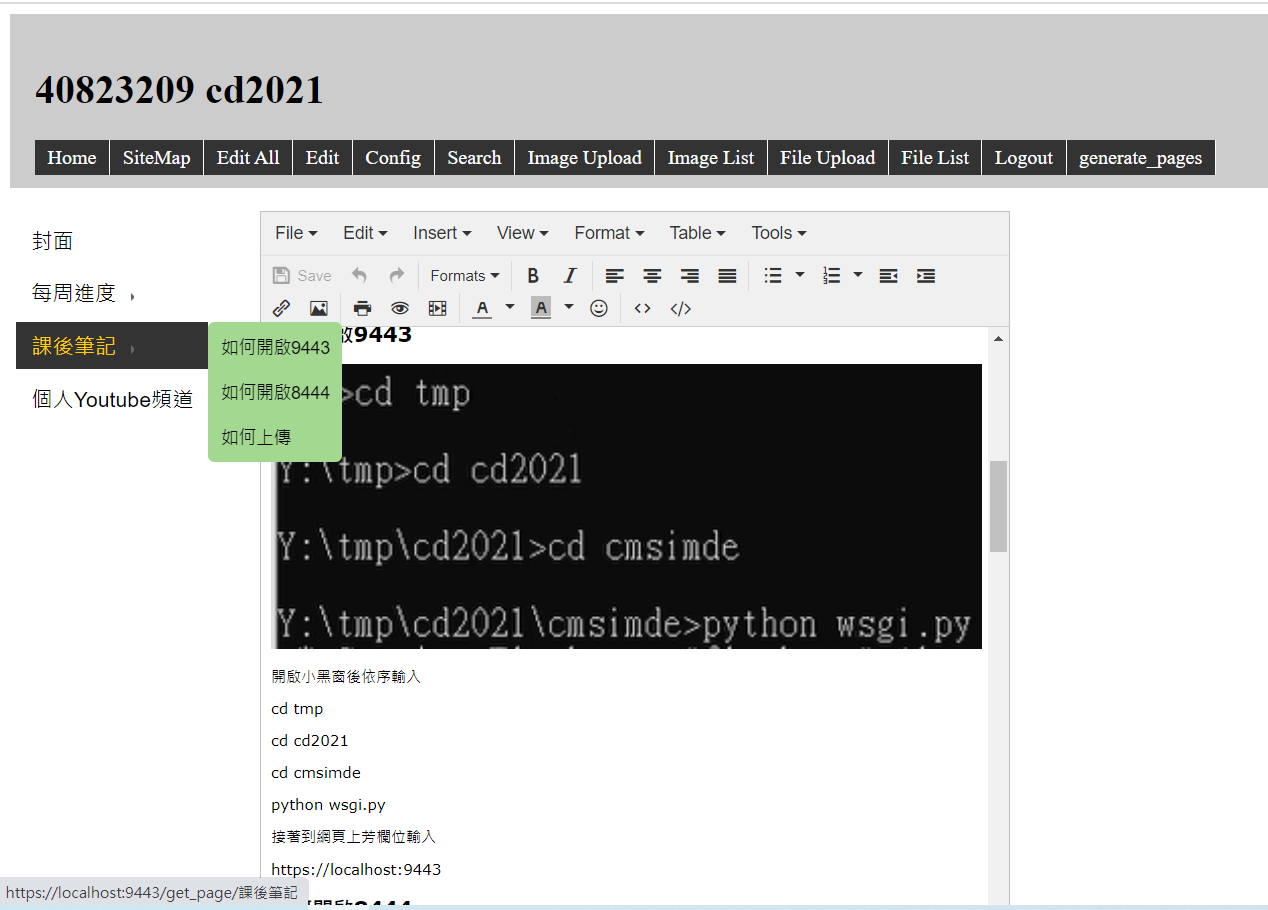 40823209 cd2021
Home SiteMap Edit All Edit Config Search Image Upload Image List File Upload File List Logout generate_pages
封面
每周進度
課後筆記
個人Youtube頻道
如何開啟9443
如何開啟8444
如何上傳
File Edit Insert View Format Table Tools
Save Formats B I
A A
啟9443
>cd tmp
Y:\tmp>cd cd2021
Y:\tmp\cd2021>cd cmsimde
Y:\tmp\cd2021\cmsimde>python wsgi.py
開啟小黑窗後依序輸入
cd tmp
cd cd2021
cd cmsimde
python wsgi.py
接著到網頁上芳欄位輸入
https://localhost:9443
開啟8444
https://localhost:9443/get_page/課後筆記